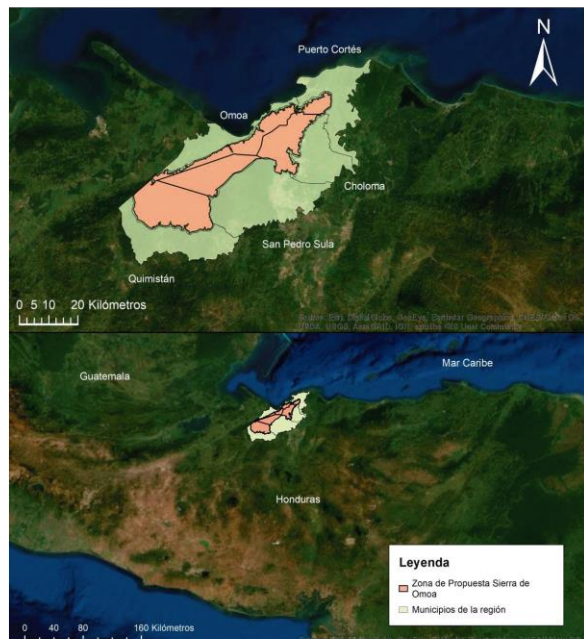 N
Puerto Cortés
Omoa
Choloma
San Pedro Sula
Quimistán
0 5 10 20 Kilómetros
Mar Caribe
Guatemala
Honduras
Leyenda
Zona de Propuesta Sierra de
Omoa
Municipios de la región
0 40 80 160 Kilómetros